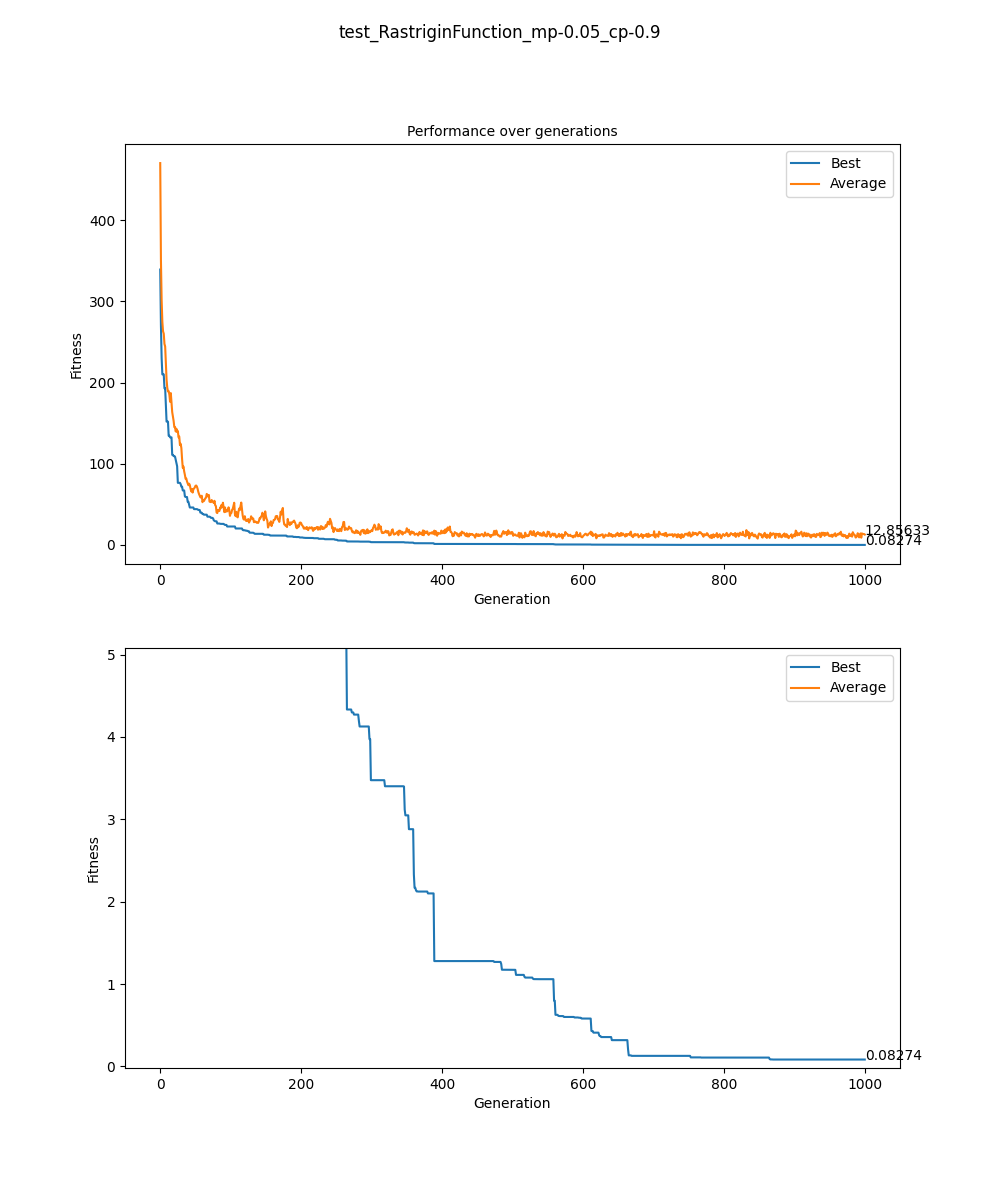 test_RastriginFunction_mp-0.05_cp-0.9
Performance over generations
Best
Average
Fitness
400
300
200
100
0
12.85633
0.08274
0 200 400 600 800 1000
Generation
Best
Average
Fitness
5
4
3
2
1
0
0.08274
0 200 400 600 800 1000
Generation